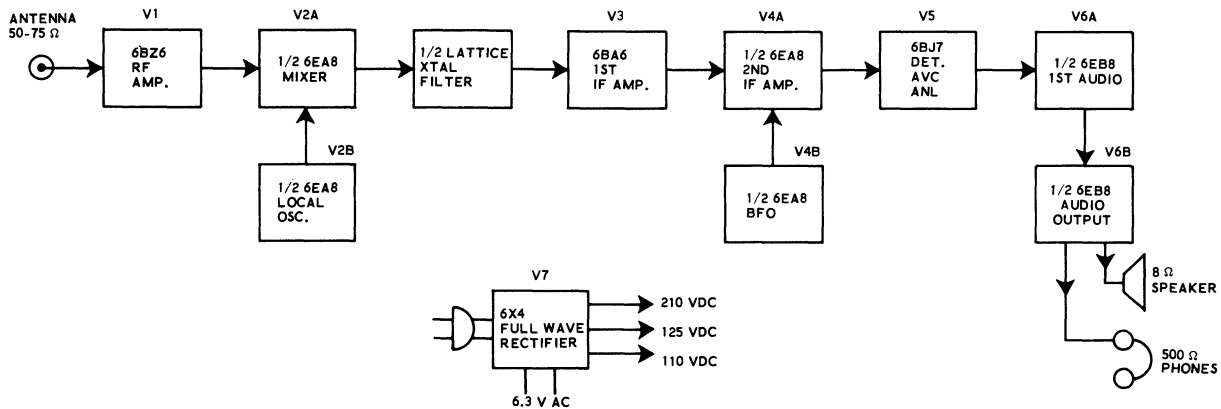 ANTENNA
50-75 Ω
V1
6BZ6
RF
AMP.
V2A
1/2 6EA8
MIXER
1/2 LATTICE
XTAL
FILTER
V3
6BA6
1ST
IF AMP.
V4A
1/2 6EA8
2ND
IF AMP.
V5
6BJ7
DET.
AVC
ANL
V6A
1/2 6EB8
1ST AUDIO
V2B
1/2 6EA8
LOCAL
OSC.
V4B
1/2 6EA8
BFO
V6B
1/2 6EB8
AUDIO
OUTPUT
8 Ω
SPEAKER
500 Ω
PHONES
V7
6X4
FULL WAVE
RECTIFIER
210 VDC
125 VDC
110 VDC
6.3 V AC